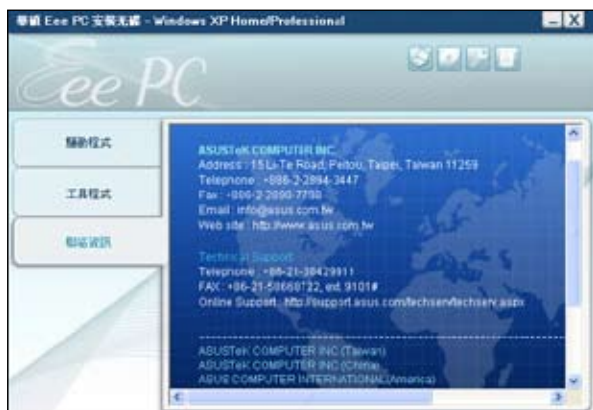 華碩 Eee PC 安裝光碟 - Windows XP Home/Professional
Eee PC
驅動程式
工具程式
聯絡資訊
ASUSTeK COMPUTER INC.
Address : 15 Li-Te Road, Peitou, Taipei, Taiwan 11259
Telephone : +886-2-2894-3447
Fax : +886-2-2890-7798
Email : info@asus.com.tw
Web site : http://www.asus.com.tw
Technical Support
Telephone : +86-21-38429911
FAX : +86-21-58668722, ext. 9101#
Online Support : http://support.asus.com/techserv/techserv.aspx
ASUSTeK COMPUTER INC.(Taiwan)
ASUSTeK COMPUTER INC.(China)
ASUS COMPUTER INTERNATIONAL(America)